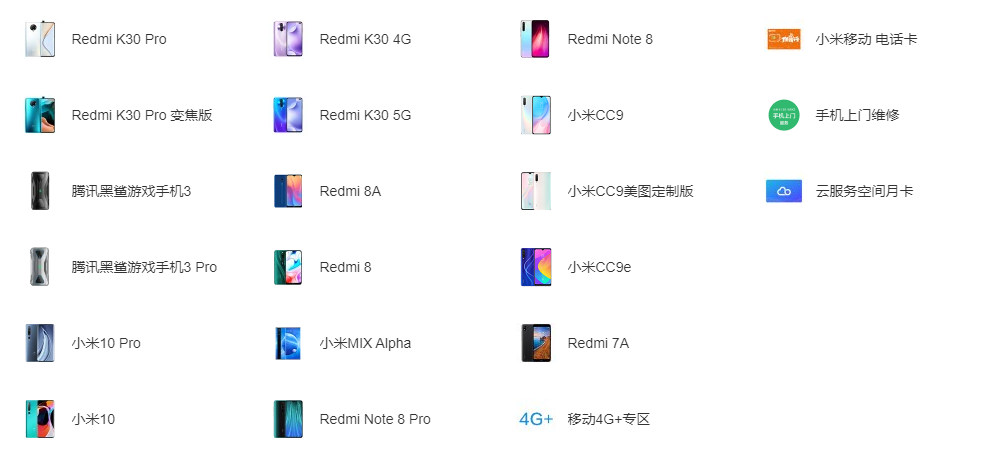 Redmi K30 Pro
Redmi K30 Pro 变焦版
腾讯黑鲨游戏手机3
腾讯黑鲨游戏手机3 Pro
小米10 Pro
小米10
Redmi K30 4G
Redmi K30 5G
Redmi 8A
Redmi 8
小米MIX Alpha
Redmi Note 8 Pro
Redmi Note 8
小米CC9
小米CC9美图定制版
小米CC9e
Redmi 7A
4G+ 移动4G+专区
小米移动 电话卡
手机上门
手机上门维修
云服务空间月卡